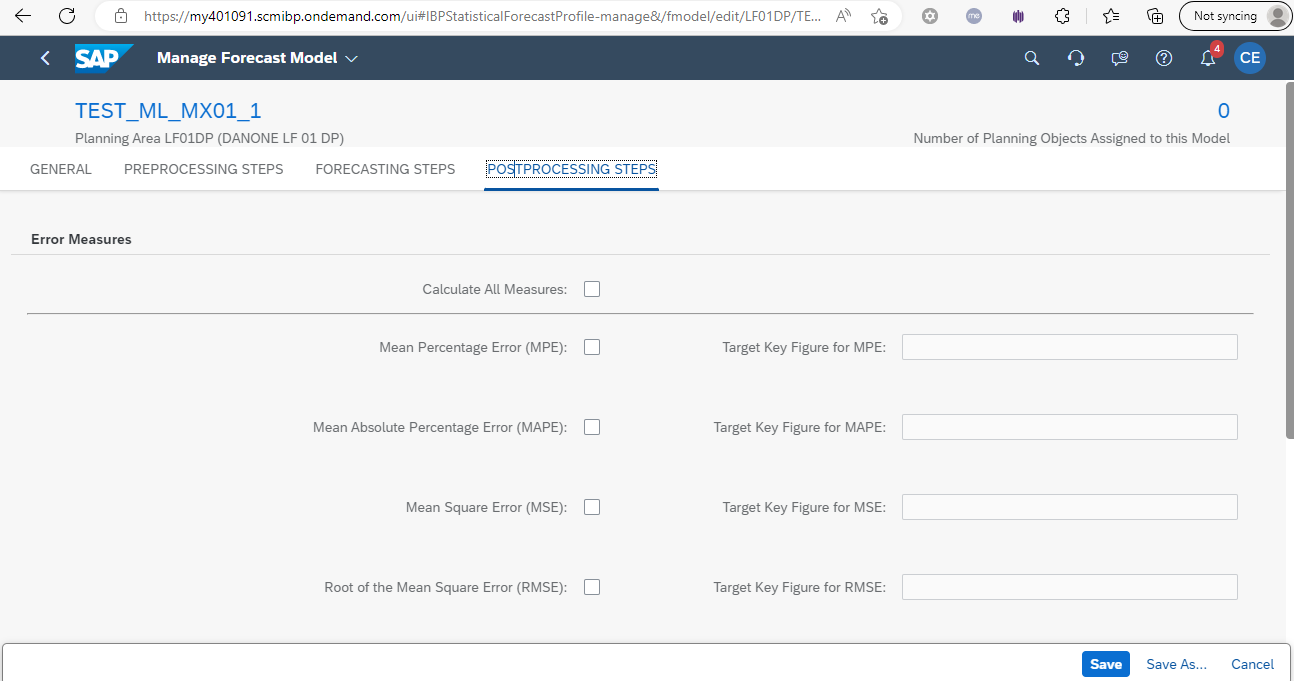 https://my401091.scmibp.ondemand.com/ui#IBPStatisticalForecastProfile-manage&/fmodel/edit/LF01DP/TE...
Not syncing
SAP Manage Forecast Model
4
CE
TEST_ML_MX01_1
0
Planning Area LF01DP (DANONE LF 01 DP)
Number of Planning Objects Assigned to this Model
GENERAL PREPROCESSING STEPS FORECASTING STEPS POSTPROCESSING STEPS
Error Measures
Calculate All Measures:
Mean Percentage Error (MPE): Target Key Figure for MPE:
Mean Absolute Percentage Error (MAPE): Target Key Figure for MAPE:
Mean Square Error (MSE): Target Key Figure for MSE:
Root of the Mean Square Error (RMSE): Target Key Figure for RMSE:
Save Save As... Cancel